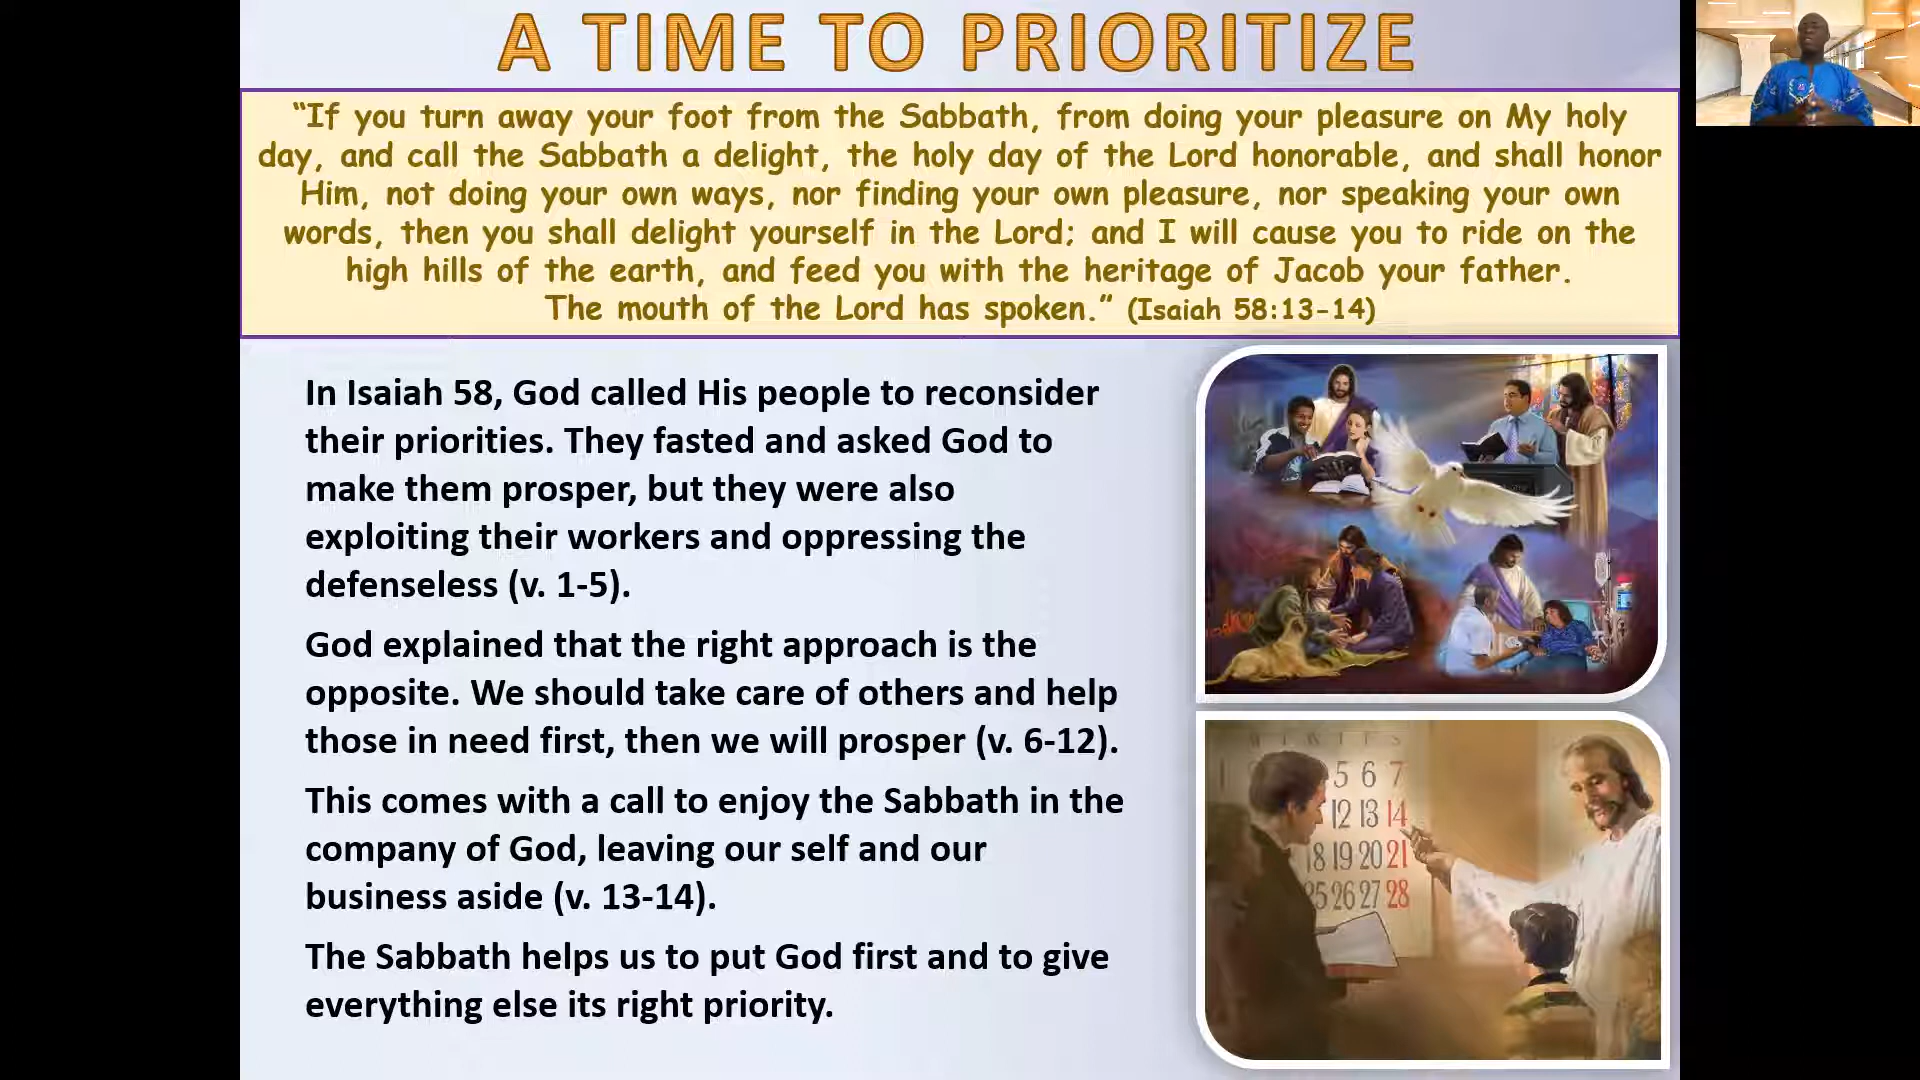 A TIME TO PRIORITIZE
“If you turn away your foot from the Sabbath, from doing your pleasure on My holy
day, and call the Sabbath a delight, the holy day of the Lord honorable, and shall honor
Him, not doing your own ways, nor finding your own pleasure, nor speaking your own
words, then you shall delight yourself in the Lord; and I will cause you to ride on the
high hills of the earth, and feed you with the heritage of Jacob your father.
The mouth of the Lord has spoken.” (Isaiah 58:13-14)
In Isaiah 58, God called His people to reconsider
their priorities. They fasted and asked God to
make them prosper, but they were also
exploiting their workers and oppressing the
defenseless (v. 1-5).
God explained that the right approach is the
opposite. We should take care of others and help
those in need first, then we will prosper (v. 6-12).
This comes with a call to enjoy the Sabbath in the
company of God, leaving our self and our
business aside (v. 13-14).
The Sabbath helps us to put God first and to give
everything else its right priority.
5 6 7
12 13 14
18 19 20 21
25 26 27 28